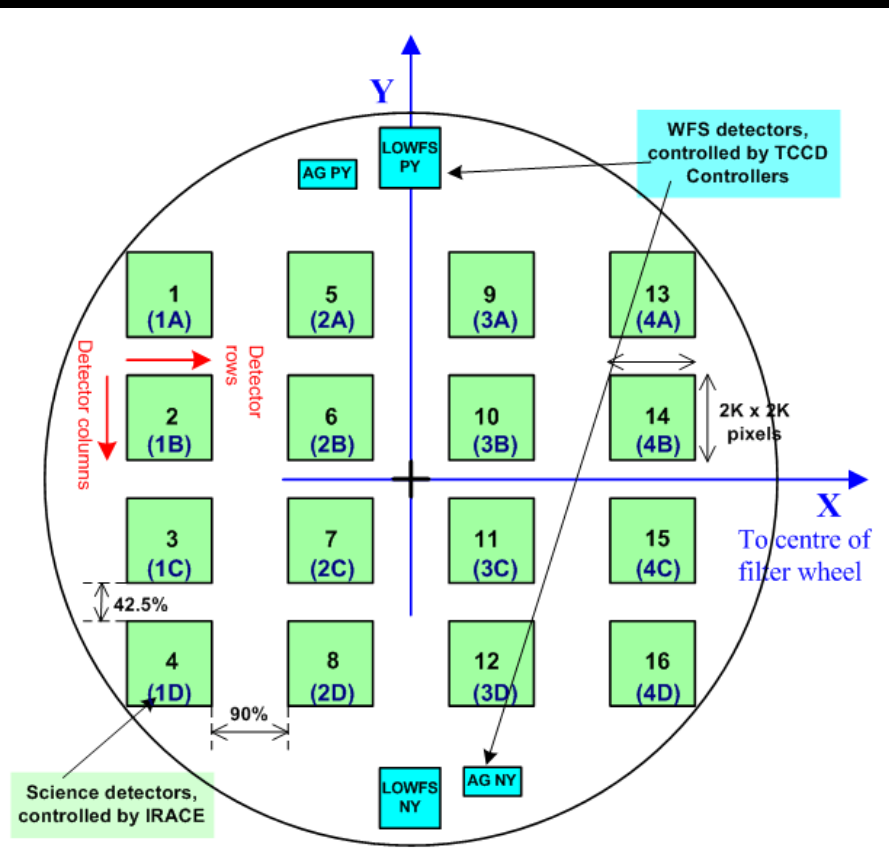 Y
LOWFS
PY
AG PY
WFS detectors,
controlled by TCCD
Controllers
1
(1A)
5
(2A)
9
(3A)
13
(4A)
Detector
rows
Detector columns
2
(1B)
6
(2B)
10
(3B)
14
(4B)
2K x 2K
pixels
X
To centre of
filter wheel
3
(1C)
7
(2C)
11
(3C)
15
(4C)
42.5%
4
(1D)
8
(2D)
12
(3D)
16
(4D)
90%
LOWFS
NY
AG NY
Science detectors,
controlled by IRACE